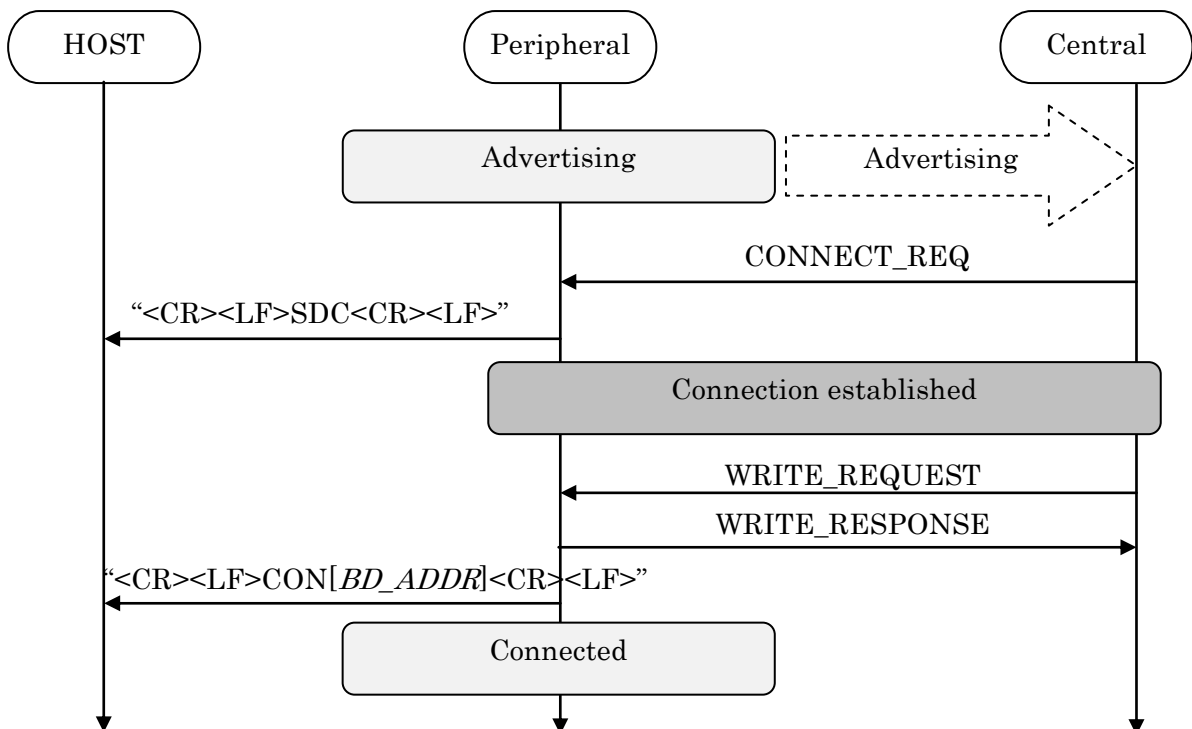 HOST
Peripheral
Central
Advertising
Advertising
CONNECT_REQ
“<CR><LF>SDC<CR><LF>”
Connection established
WRITE_REQUEST
WRITE_RESPONSE
“<CR><LF>CON[BD_ADDR]<CR><LF>”
Connected